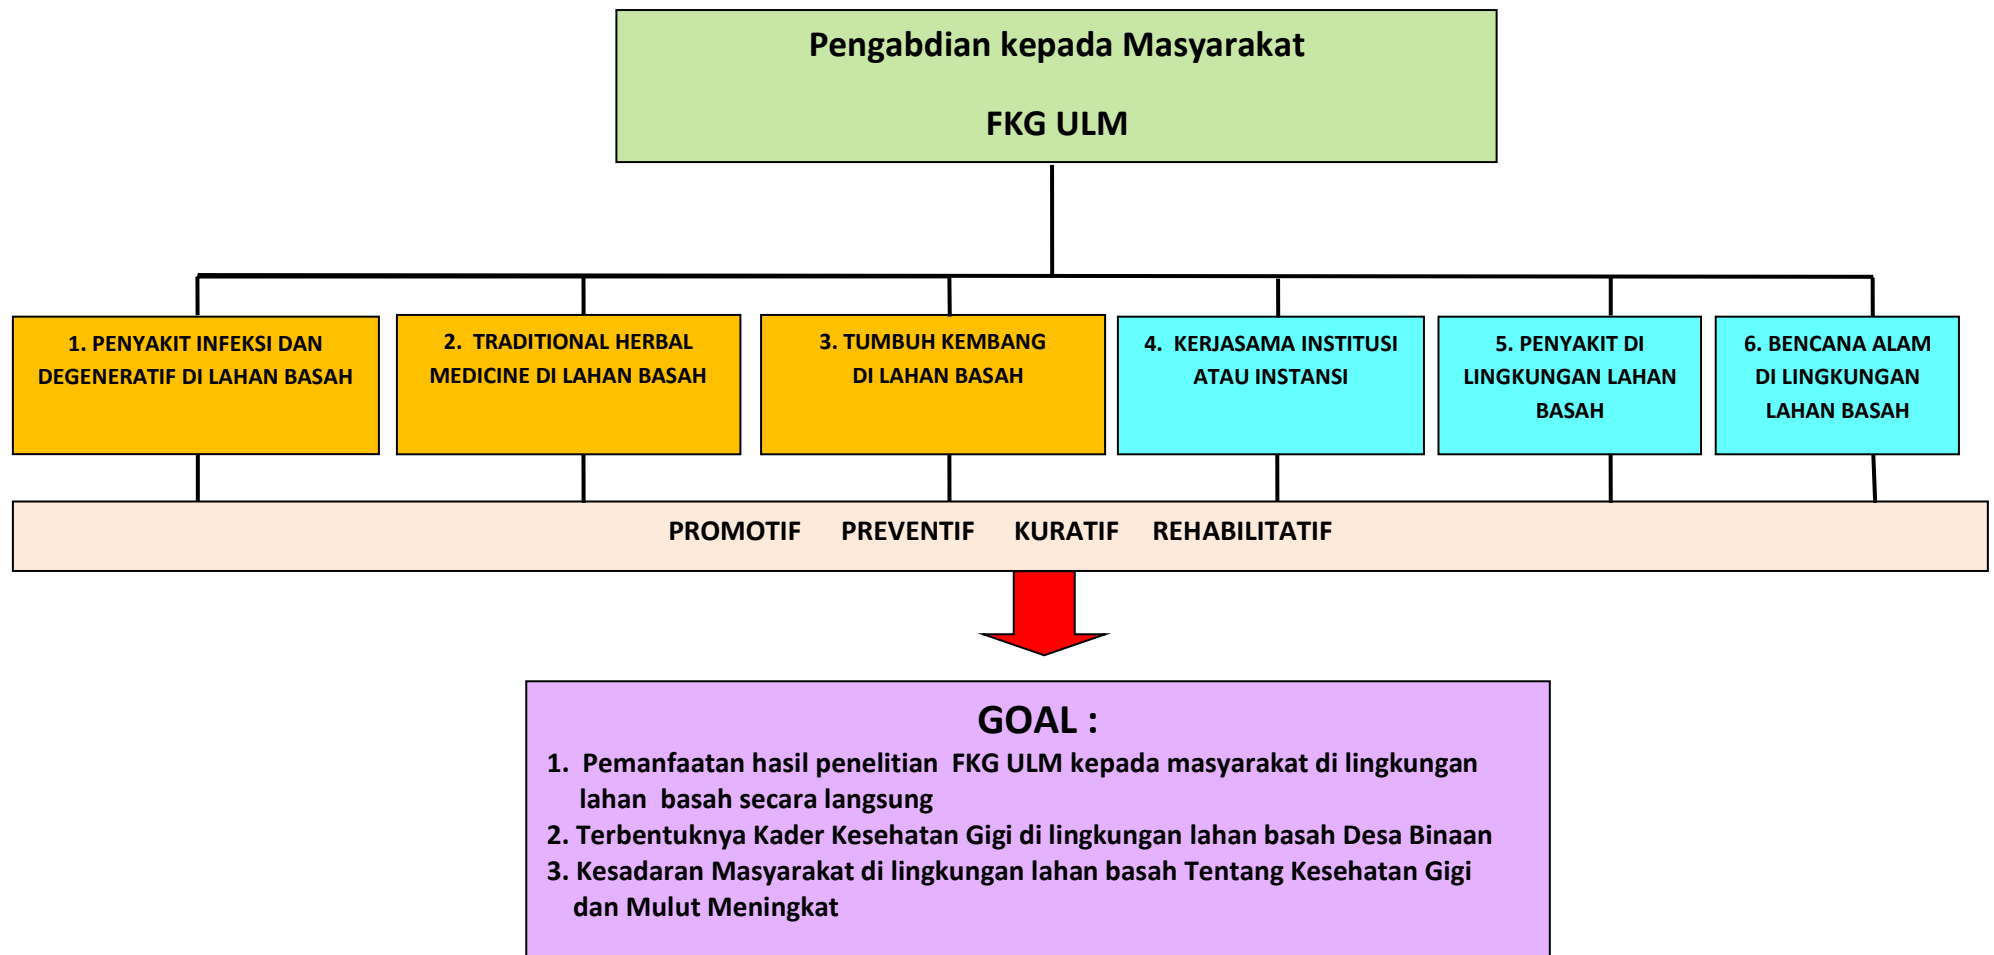 Pengabdian kepada Masyarakat
FKG ULM
1. PENYAKIT INFEKSI DAN
DEGENERATIF DI LAHAN BASAH
2. TRADITIONAL HERBAL
MEDICINE DI LAHAN BASAH
3. TUMBUH KEMBANG
DI LAHAN BASAH
4. KERJASAMA INSTITUSI
ATAU INSTANSI
5. PENYAKIT DI
LINGKUNGAN LAHAN
BASAH
6. BENCANA ALAM
DI LINGKUNGAN
LAHAN BASAH
PROMOTIF PREVENTIF KURATIF REHABILITATIF
GOAL :
1. Pemanfaatan hasil penelitian FKG ULM kepada masyarakat di lingkungan
lahan basah secara langsung
2. Terbentuknya Kader Kesehatan Gigi di lingkungan lahan basah Desa Binaan
3. Kesadaran Masyarakat di lingkungan lahan basah Tentang Kesehatan Gigi
dan Mulut Meningkat